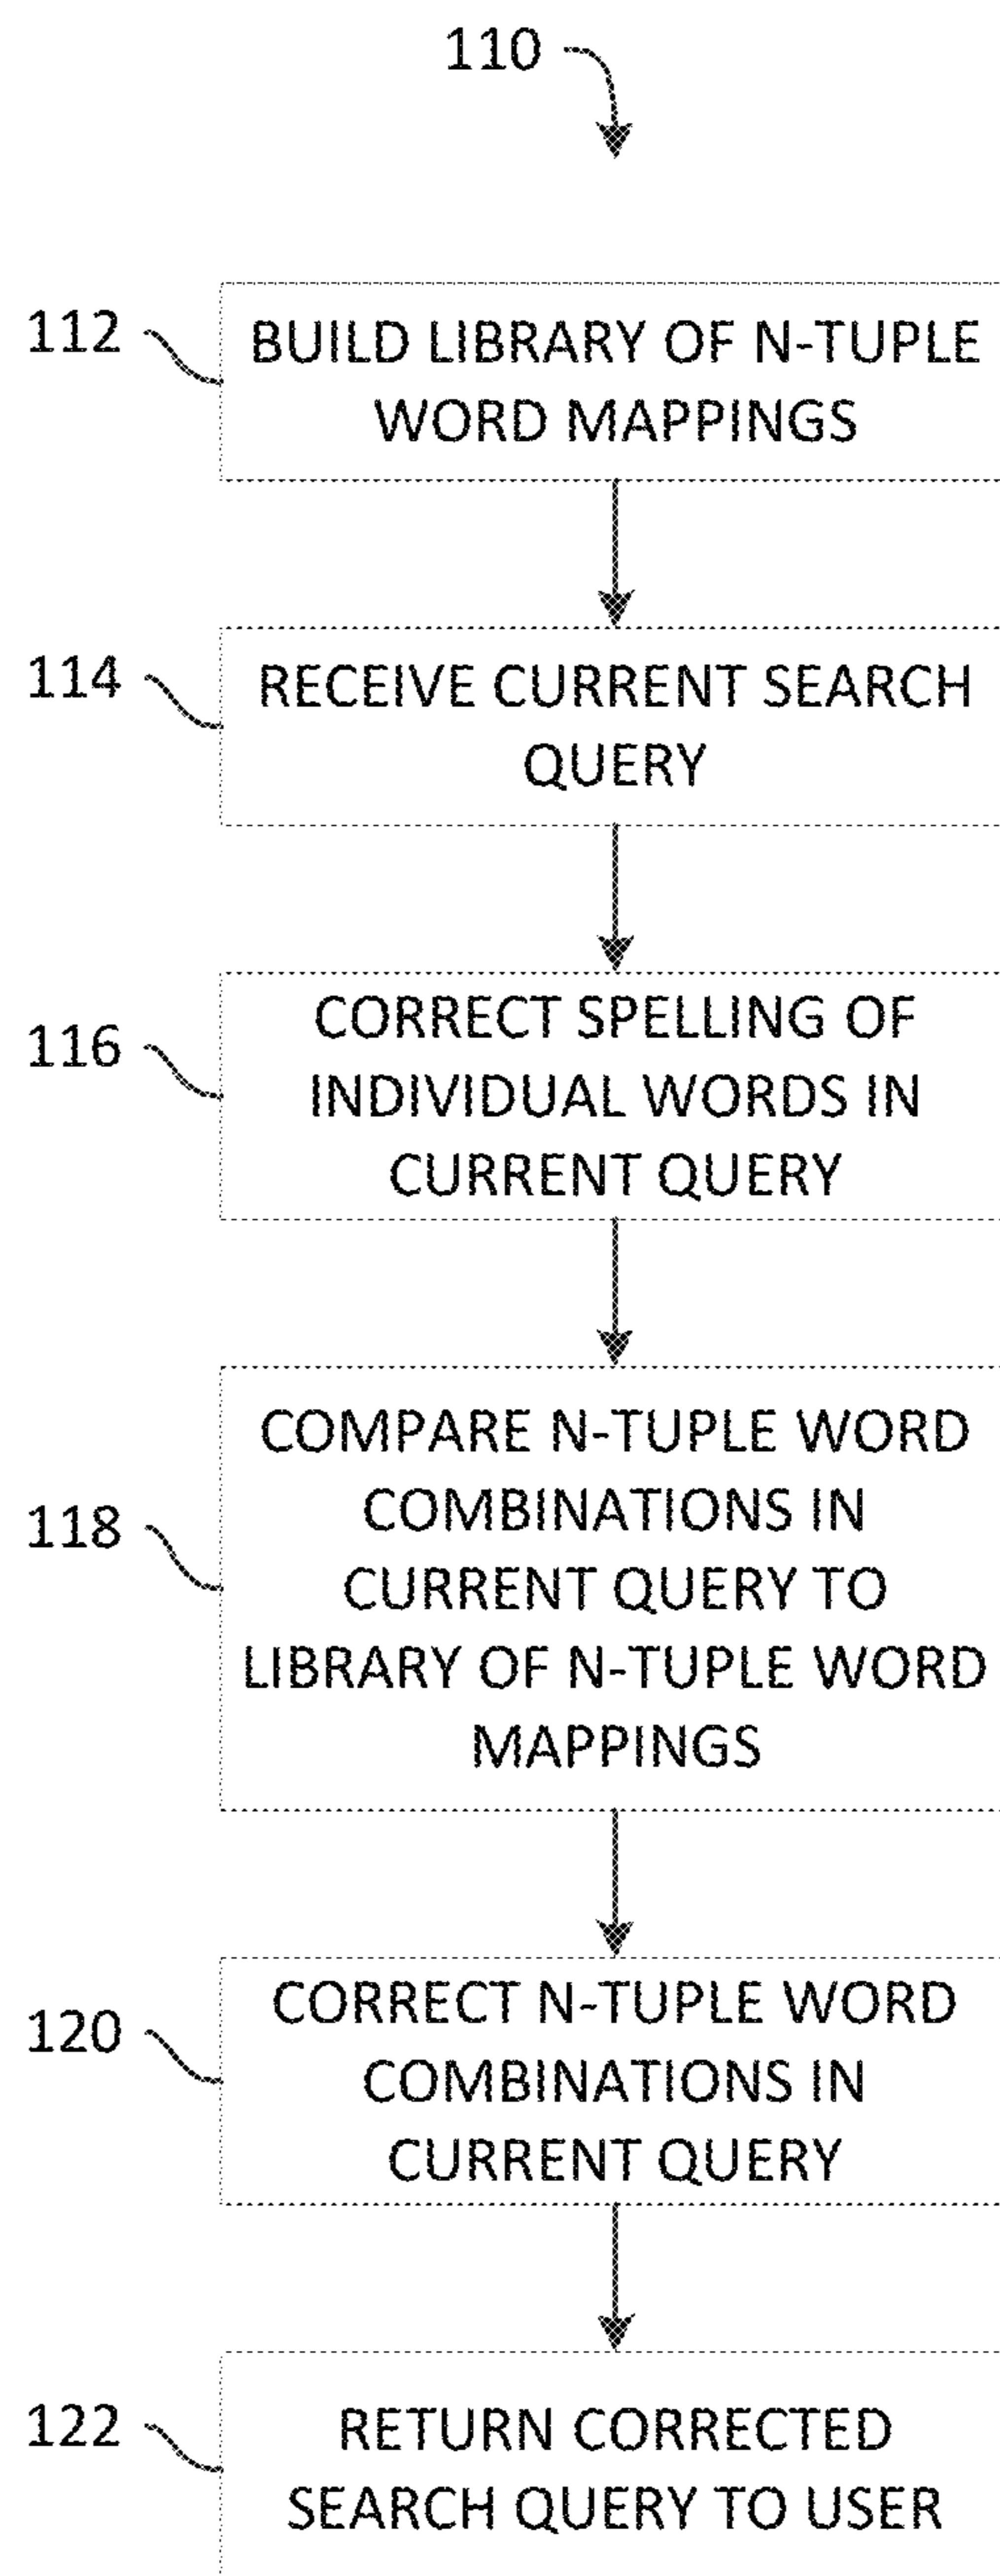 110
112
BUILD LIBRARY OF N-TUPLE
WORD MAPPINGS
114
RECEIVE CURRENT SEARCH
QUERY
116
CORRECT SPELLING OF
INDIVIDUAL WORDS IN
CURRENT QUERY
118
COMPARE N-TUPLE WORD
COMBINATIONS IN
CURRENT QUERY TO
LIBRARY OF N-TUPLE WORD
MAPPINGS
120
CORRECT N-TUPLE WORD
COMBINATIONS IN
CURRENT QUERY
122
RETURN CORRECTED
SEARCH QUERY TO USER